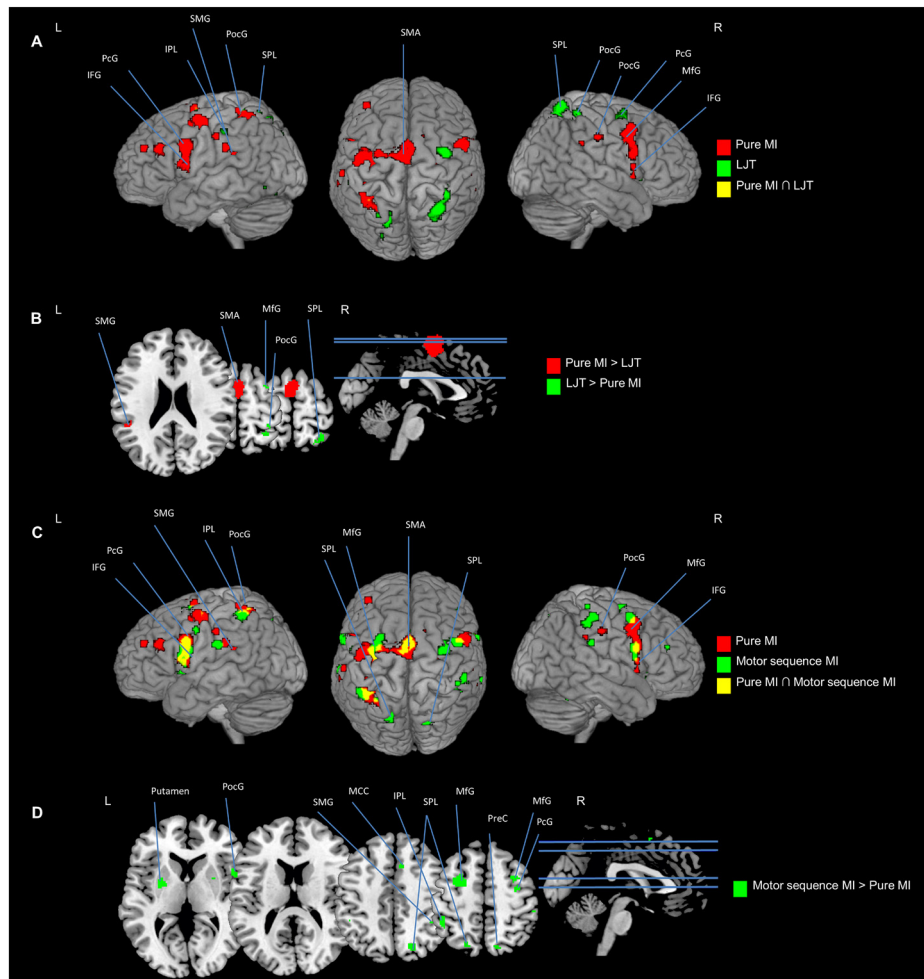 L
R
A
SMG
PcG
IPL
PocG
SPL
IFG
SMA
SPL
PocG
PocG
PcG
MfG
IFG
Pure MI
LJT
Pure MI ∩ LJT
B
L
R
SMG
SMA
MfG
PocG
SPL
Pure MI > LJT
LJT > Pure MI
C
L
R
SMG
IPL
PocG
PcG
IFG
SPL
MfG
SMA
SPL
PocG
MfG
IFG
Pure MI
Motor sequence MI
Pure MI ∩ Motor sequence MI
D
L
R
Putamen
PocG
SMG
MCC
IPL
SPL
MfG
PreC
MfG
PcG
Motor sequence MI > Pure MI